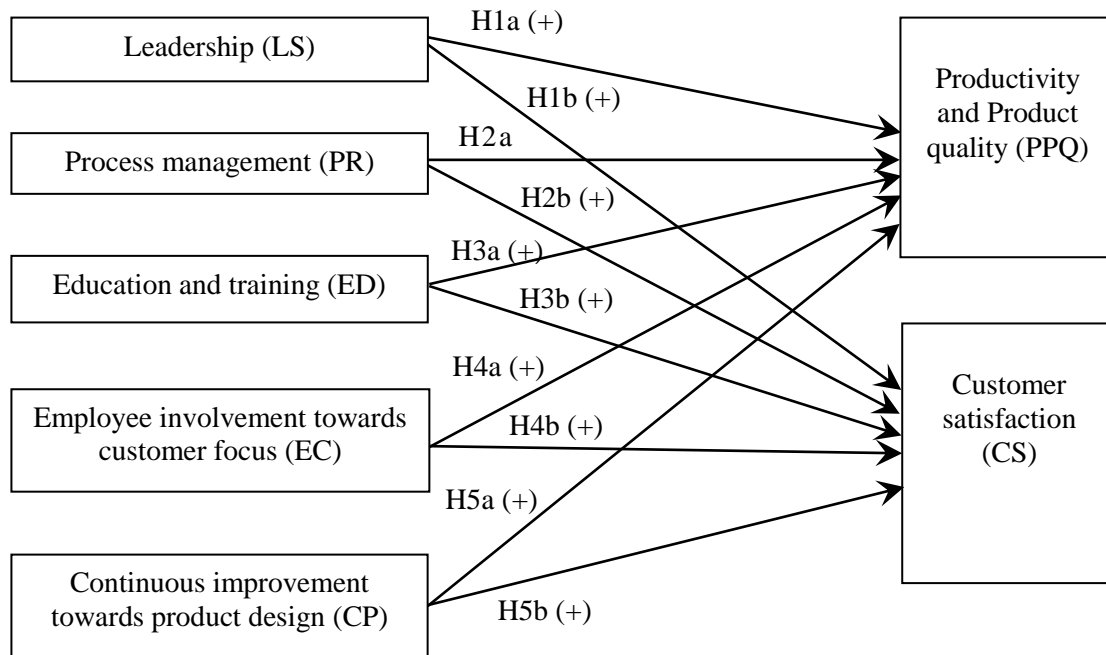 Leadership (LS)
H1a (+)
H1b (+)
Productivity
and Product
quality (PPQ)
Process management (PR)
H2a
H2b (+)
Education and training (ED)
H3a (+)
H3b (+)
Employee involvement towards
customer focus (EC)
H4a (+)
H4b (+)
Customer
satisfaction
(CS)
Continuous improvement
towards product design (CP)
H5a (+)
H5b (+)